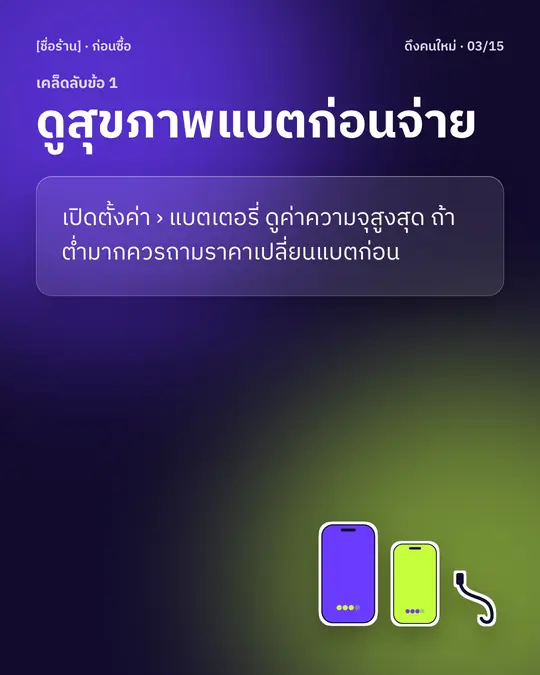 [ชื่อร้าน] · ก่อนซื้อ
ดึงคนใหม่ · 03/15
เคล็ดลับข้อ 1
ดูสุขภาพแบตก่อนจ่าย
เปิดตั้งค่า › แบตเตอรี่ ดูค่าความจุสูงสุด ถ้า
ต่ำมากควรถามราคาเปลี่ยนแบตก่อน